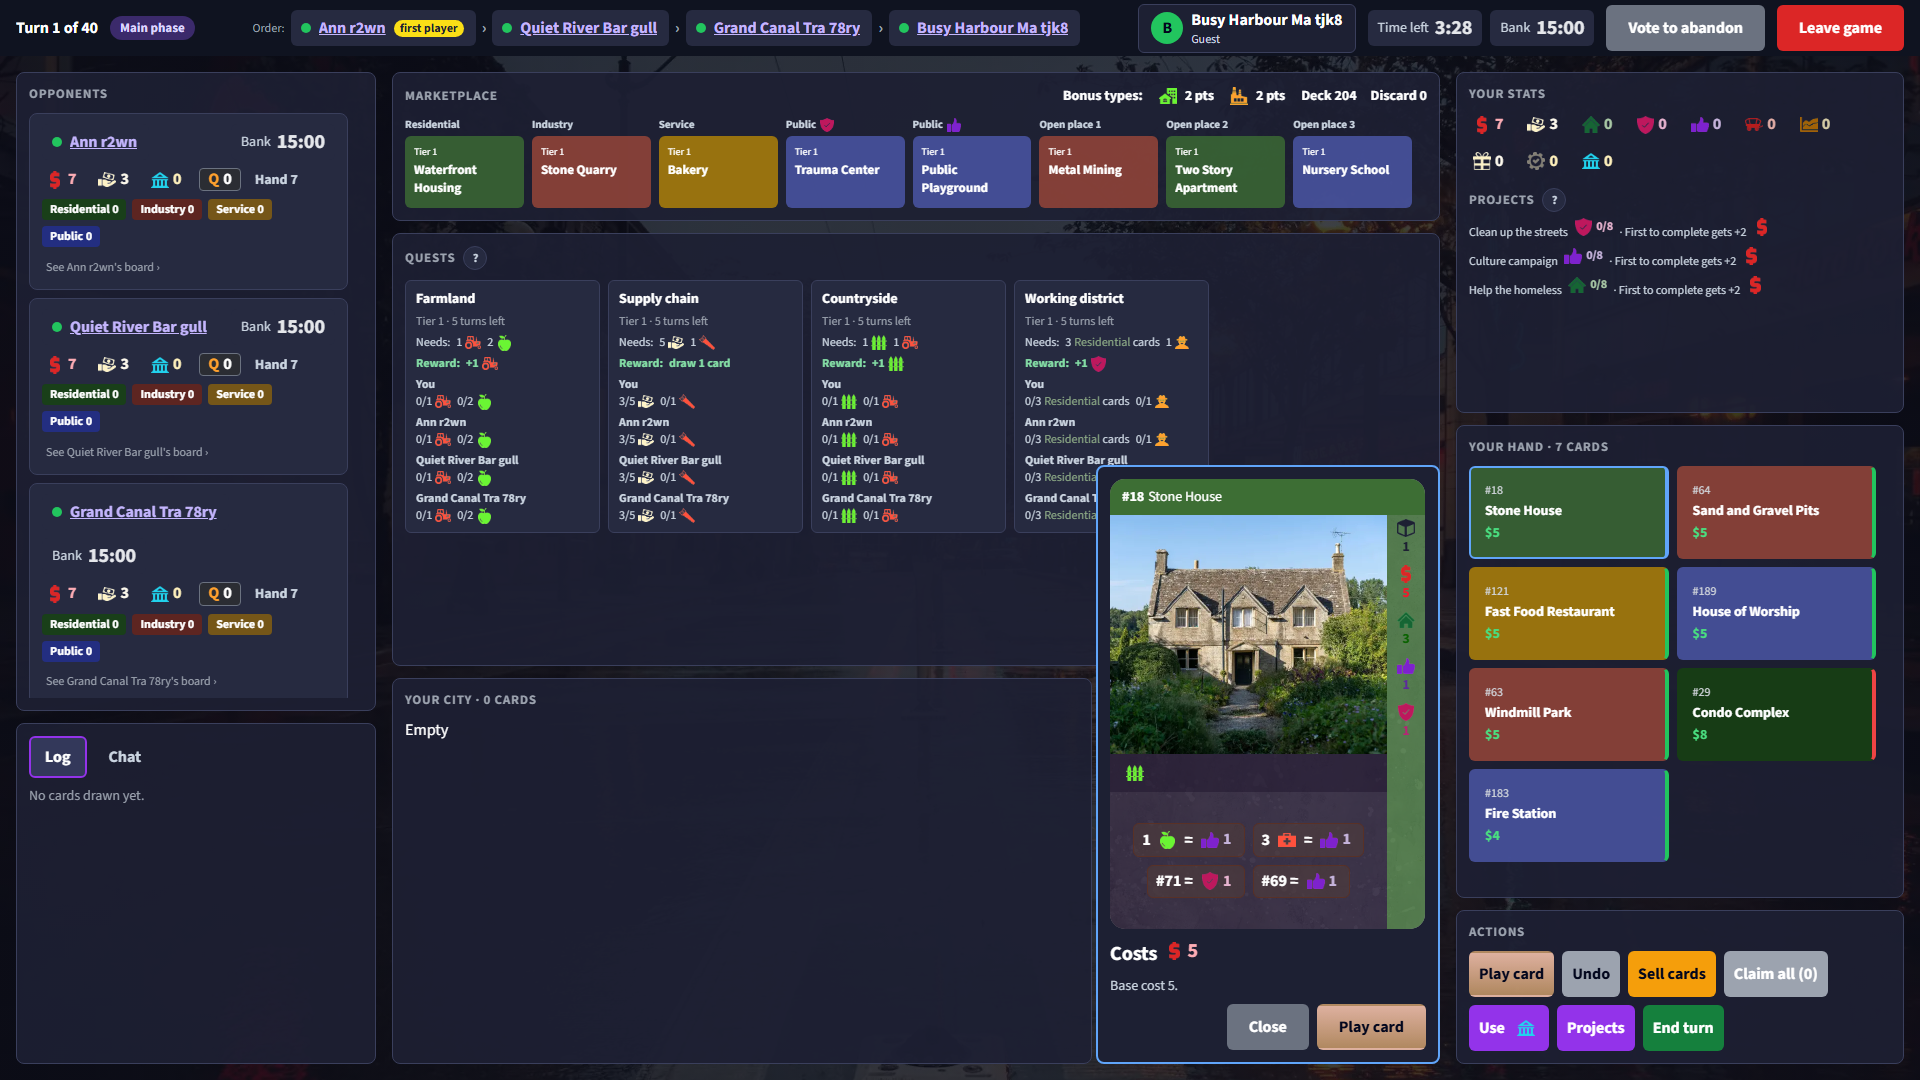 Turn 1 of 40 Main phase Order: Ann r2wn first player › Quiet River Bar gull › Grand Canal Tra 78ry › Busy Harbour Ma tjk8
B Busy Harbour Ma tjk8
Guest
Time left 3:28 Bank 15:00 Vote to abandon Leave game
OPPONENTS
Ann r2wn Bank 15:00
$ 7 3 0 Q 0 Hand 7
Residential 0 Industry 0 Service 0
Public 0
See Ann r2wn's board ›
Quiet River Bar gull Bank 15:00
$ 7 3 0 Q 0 Hand 7
Residential 0 Industry 0 Service 0
Public 0
See Quiet River Bar gull's board ›
Grand Canal Tra 78ry
Bank 15:00
$ 7 3 0 Q 0 Hand 7
Residential 0 Industry 0 Service 0
Public 0
See Grand Canal Tra 78ry's board ›
Log Chat
No cards drawn yet.
MARKETPLACE Bonus types: 2 pts 2 pts Deck 204 Discard 0
Residential Industry Service Public Public Open place 1 Open place 2 Open place 3
Tier 1 Tier 1 Tier 1 Tier 1 Tier 1 Tier 1 Tier 1 Tier 1
Waterfront Stone Quarry Bakery Trauma Center Public Metal Mining Two Story Nursery School
Housing Playground Apartment
QUESTS ?
Farmland
Tier 1 · 5 turns left
Needs: 1 2
Reward: +1
You
0/1 0/2
Ann r2wn
0/1 0/2
Quiet River Bar gull
0/1 0/2
Grand Canal Tra 78ry
0/1 0/2
Supply chain
Tier 1 · 5 turns left
Needs: 5 1
Reward: draw 1 card
You
3/5 0/1
Ann r2wn
3/5 0/1
Quiet River Bar gull
3/5 0/1
Grand Canal Tra 78ry
3/5 0/1
Countryside
Tier 1 · 5 turns left
Needs: 1 1
Reward: +1
You
0/1 0/1
Ann r2wn
0/1 0/1
Quiet River Bar gull
0/1 0/1
Grand Canal Tra 78ry
0/1 0/1
Working district
Tier 1 · 5 turns left
Needs: 3 Residential cards 1
Reward: +1
You
0/3 Residential cards 0/1
Ann r2wn
0/3 Residential cards 0/1
Quiet River Bar gull
0/3 Residentia
Grand Canal T
0/3 Residentia
YOUR CITY · 0 CARDS
Empty
#18 Stone House
1
$
5
3
1
1
1 = 1 3 = 1
#71 = 1 #69 = 1
Costs $ 5
Base cost 5.
Close Play card
YOUR STATS
$ 7 3 0 0 0 0 0
0 0 0
PROJECTS ?
Clean up the streets 0/8 · First to complete gets +2 $
Culture campaign 0/8 · First to complete gets +2 $
Help the homeless 0/8 · First to complete gets +2 $
YOUR HAND · 7 CARDS
#18
Stone House
$5
#64
Sand and Gravel Pits
$5
#121
Fast Food Restaurant
$5
#189
House of Worship
$5
#63
Windmill Park
$5
#29
Condo Complex
$8
#183
Fire Station
$4
ACTIONS
Play card Undo Sell cards Claim all (0)
Use Projects End turn